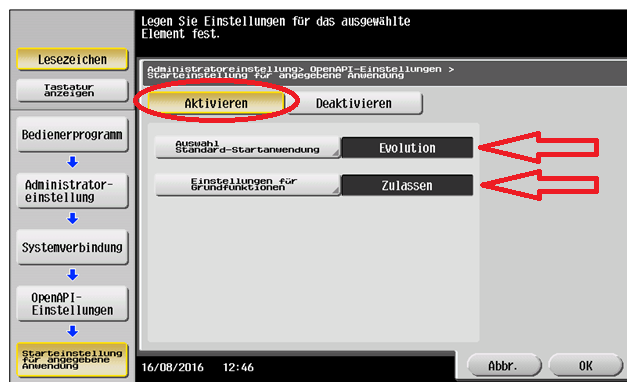 Legen Sie Einstellungen für das ausgewählte
Element fest.
Lesezeichen
Tastatur
anzeigen
Administratoreinstellung> OpenAPI-Einstellungen >
Starteinstellung für angegebene Anwendung
Aktivieren
Deaktivieren
Bedienerprogramm
Auswahl
Standard-Startanwendung
Evolution
Administrator-
einstellung
Einstellungen für
Grundfunktionen
Zulassen
Systemverbindung
OpenAPI-
Einstellungen
Starteinstellung
für angegebene
Anwendung
16/08/2016 12:46
Abbr.
OK